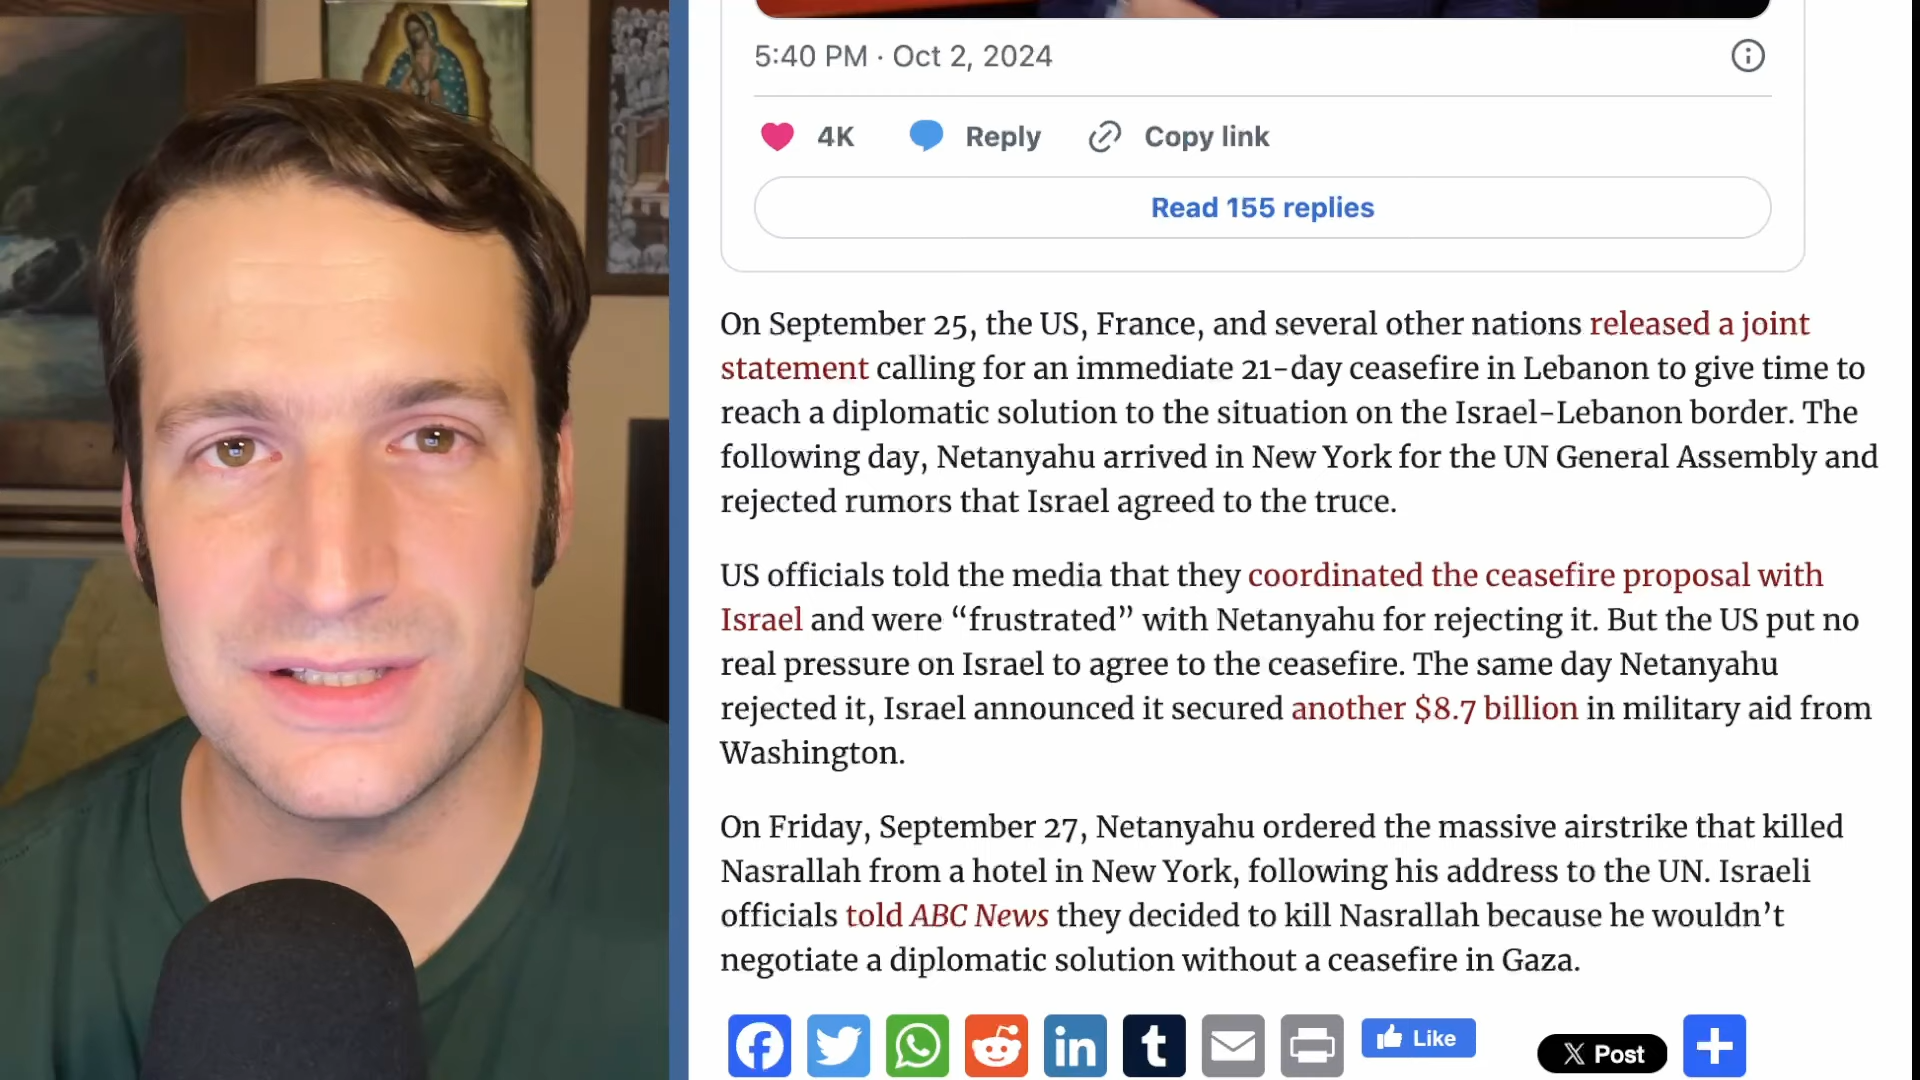 5:40 PM · Oct 2, 2024
4K Reply Copy link
Read 155 replies
On September 25, the US, France, and several other nations released a joint
statement calling for an immediate 21-day ceasefire in Lebanon to give time to
reach a diplomatic solution to the situation on the Israel-Lebanon border. The
following day, Netanyahu arrived in New York for the UN General Assembly and
rejected rumors that Israel agreed to the truce.
US officials told the media that they coordinated the ceasefire proposal with
Israel and were “frustrated” with Netanyahu for rejecting it. But the US put no
real pressure on Israel to agree to the ceasefire. The same day Netanyahu
rejected it, Israel announced it secured another $8.7 billion in military aid from
Washington.
On Friday, September 27, Netanyahu ordered the massive airstrike that killed
Nasrallah from a hotel in New York, following his address to the UN. Israeli
officials told ABC News they decided to kill Nasrallah because he wouldn’t
negotiate a diplomatic solution without a ceasefire in Gaza.
Like
X Post